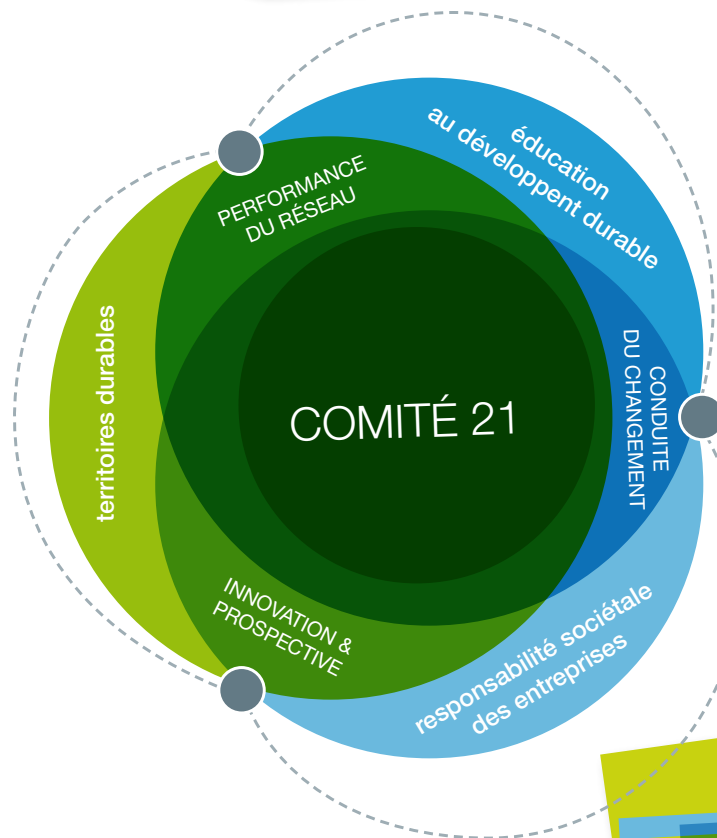 éducation
au développent durable
PERFORMANCE
DU RÉSEAU
territoires durables
CONDUITE
DU CHANGEMENT
COMITÉ 21
INNOVATION &
PROSPECTIVE
responsabilité sociétale
des entreprises